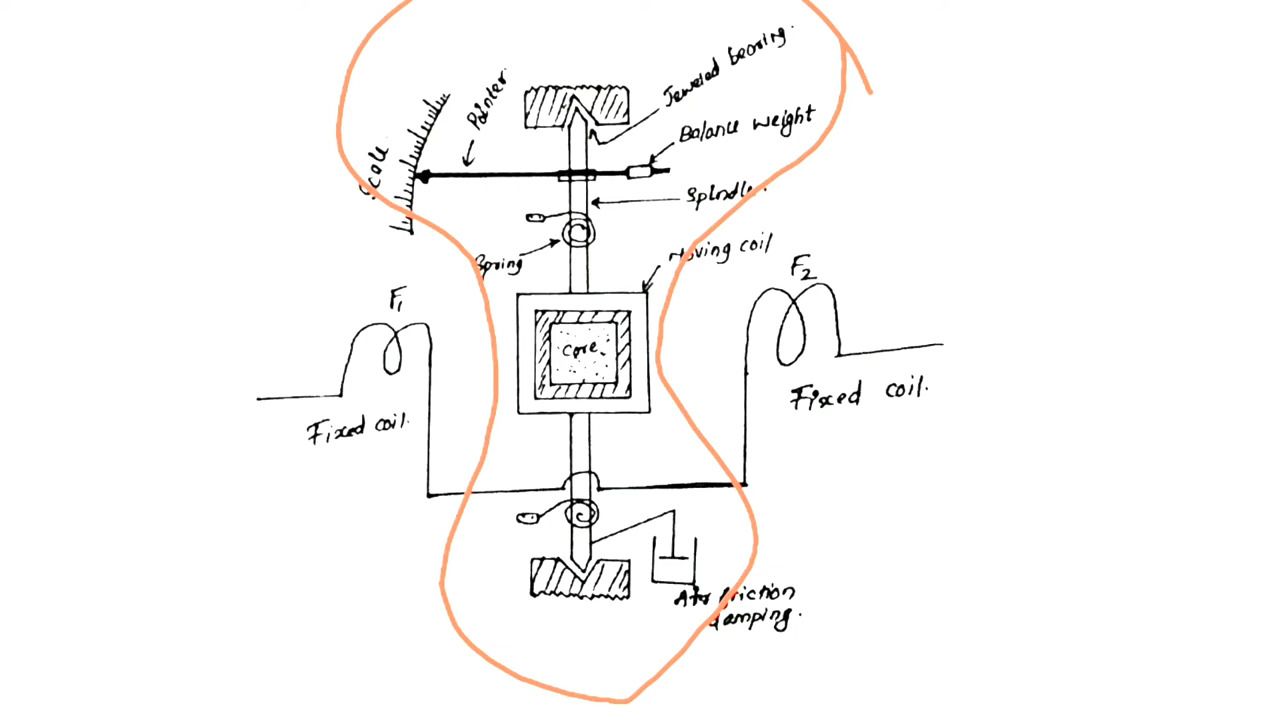 Jeweled bearing.
Pointer
Balance weight
Scale
Spindle.
Spring
Moving coil
F1
F2
Core.
Fixed coil.
Fixed coil.
Air friction
damping.